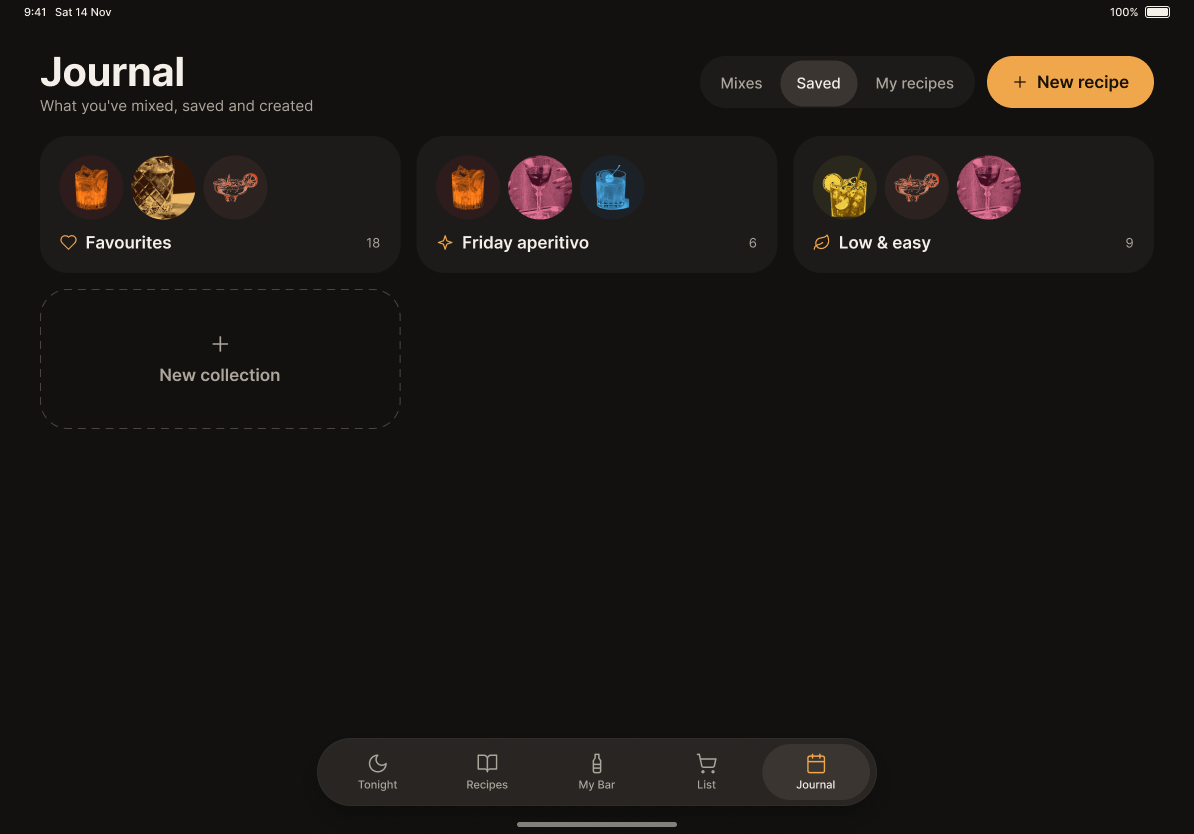 9:41 Sat 14 Nov
100%
Journal
What you've mixed, saved and created
Mixes
Saved
My recipes
New recipe
Favourites
18
Friday aperitivo
6
Low & easy
9
New collection
Tonight
Recipes
My Bar
List
Journal